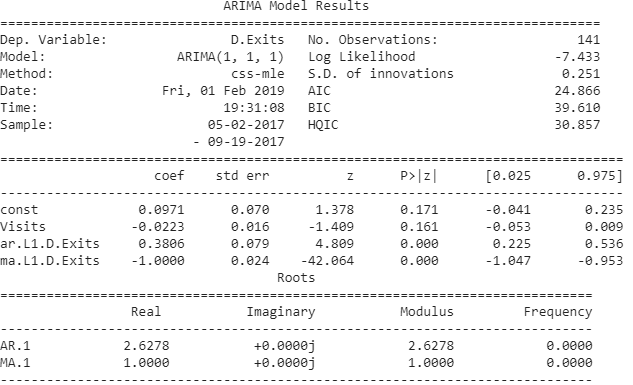 ARIMA Model Results
==============================================================================
Dep. Variable: D.Exits No. Observations: 141
Model: ARIMA(1, 1, 1) Log Likelihood -7.433
Method: css-mle S.D. of innovations 0.251
Date: Fri, 01 Feb 2019 AIC 24.866
Time: 19:31:08 BIC 39.610
Sample: 05-02-2017 HQIC 30.857
- 09-19-2017
=================================================================================
coef std err z P>|z| [0.025 0.975]
---------------------------------------------------------------------------------
const 0.0971 0.070 1.378 0.171 -0.041 0.235
Visits -0.0223 0.016 -1.409 0.161 -0.053 0.009
ar.L1.D.Exits 0.3806 0.079 4.809 0.000 0.225 0.536
ma.L1.D.Exits -1.0000 0.024 -42.064 0.000 -1.047 -0.953
Roots
=============================================================================
Real Imaginary Modulus Frequency
-----------------------------------------------------------------------------
AR.1 2.6278 +0.0000j 2.6278 0.0000
MA.1 1.0000 +0.0000j 1.0000 0.0000
-----------------------------------------------------------------------------